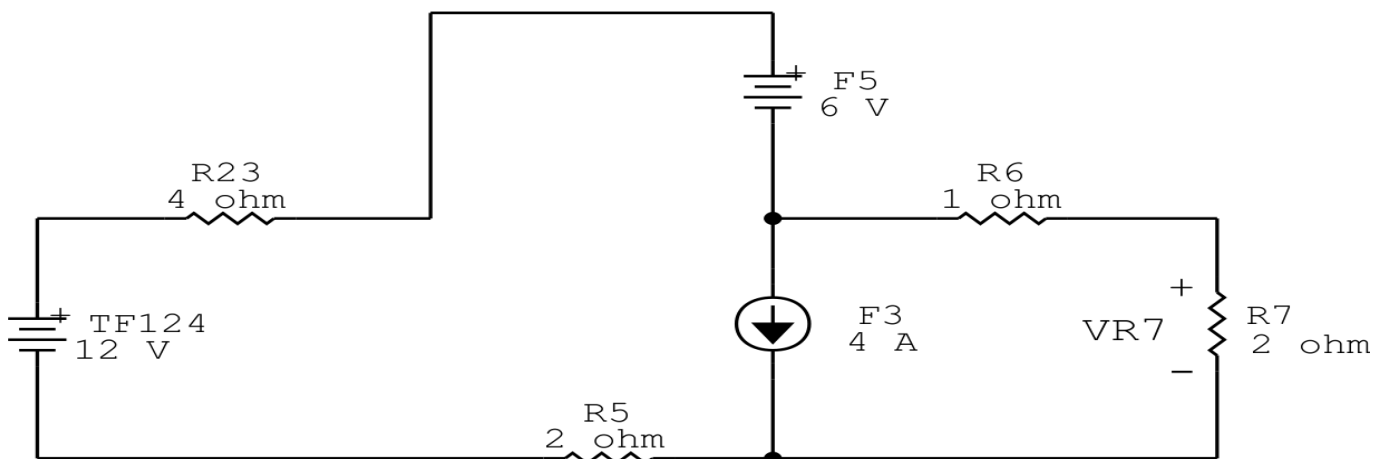 + F5
6 V
R23
4 ohm
R6
1 ohm
+ TF124
12 V
F3
4 A
+
VR7
−
R7
2 ohm
R5
2 ohm